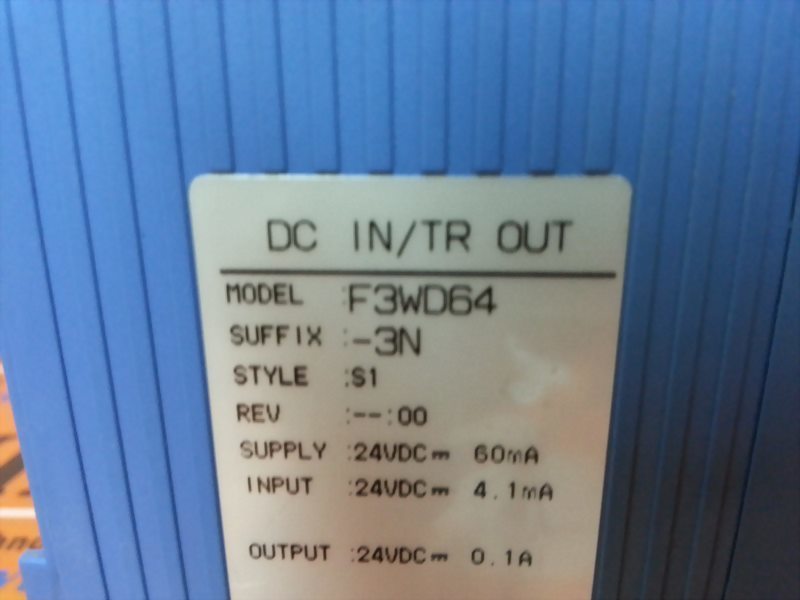 DC IN/TR OUT
MODEL :F3WD64
SUFFIX :-3N
STYLE :S1
REV :--:00
SUPPLY :24VDC⎓ 60mA
INPUT :24VDC⎓ 4.1mA
OUTPUT :24VDC⎓ 0.1A